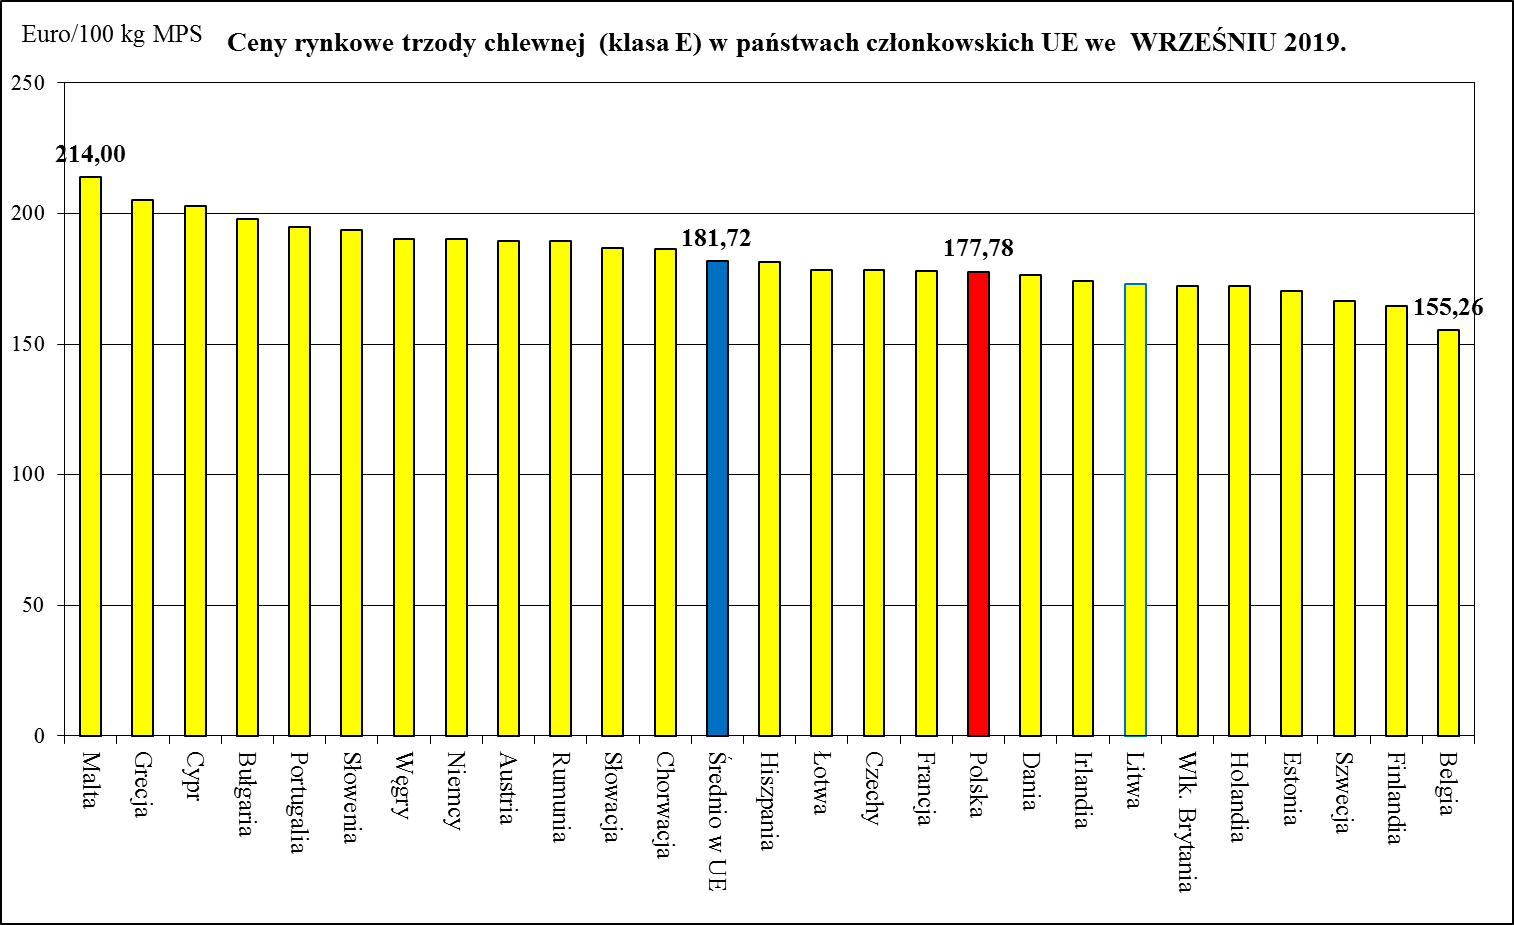 Euro/100 kg MPS
Ceny rynkowe trzody chlewnej (klasa E) w państwach członkowskich UE we WRZEŚNIU 2019.
250
200
150
100
50
0
214,00
181,72
177,78
155,26
Malta
Grecja
Cypr
Bułgaria
Portugalia
Słowenia
Węgry
Niemcy
Austria
Rumunia
Słowacja
Chorwacja
Średnio w UE
Hiszpania
Łotwa
Czechy
Francja
Polska
Dania
Irlandia
Litwa
Wlk. Brytania
Holandia
Estonia
Szwecja
Finlandia
Belgia